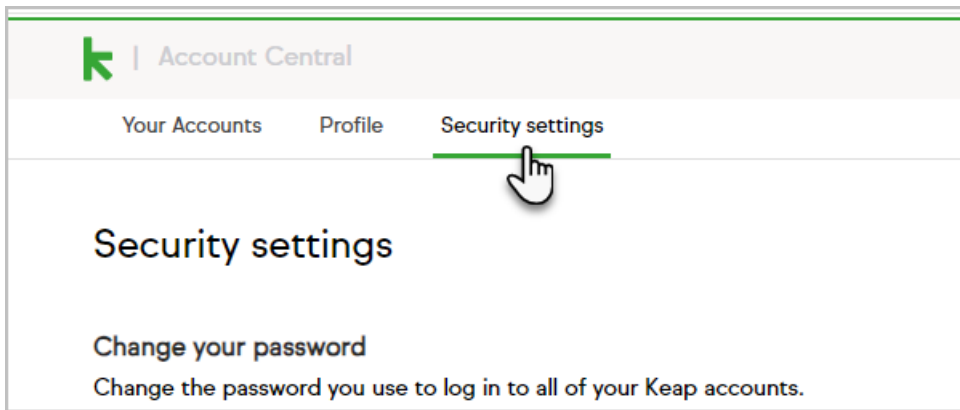 | Account Central
Your Accounts Profile Security settings
Security settings
Change your password
Change the password you use to log in to all of your Keap accounts.